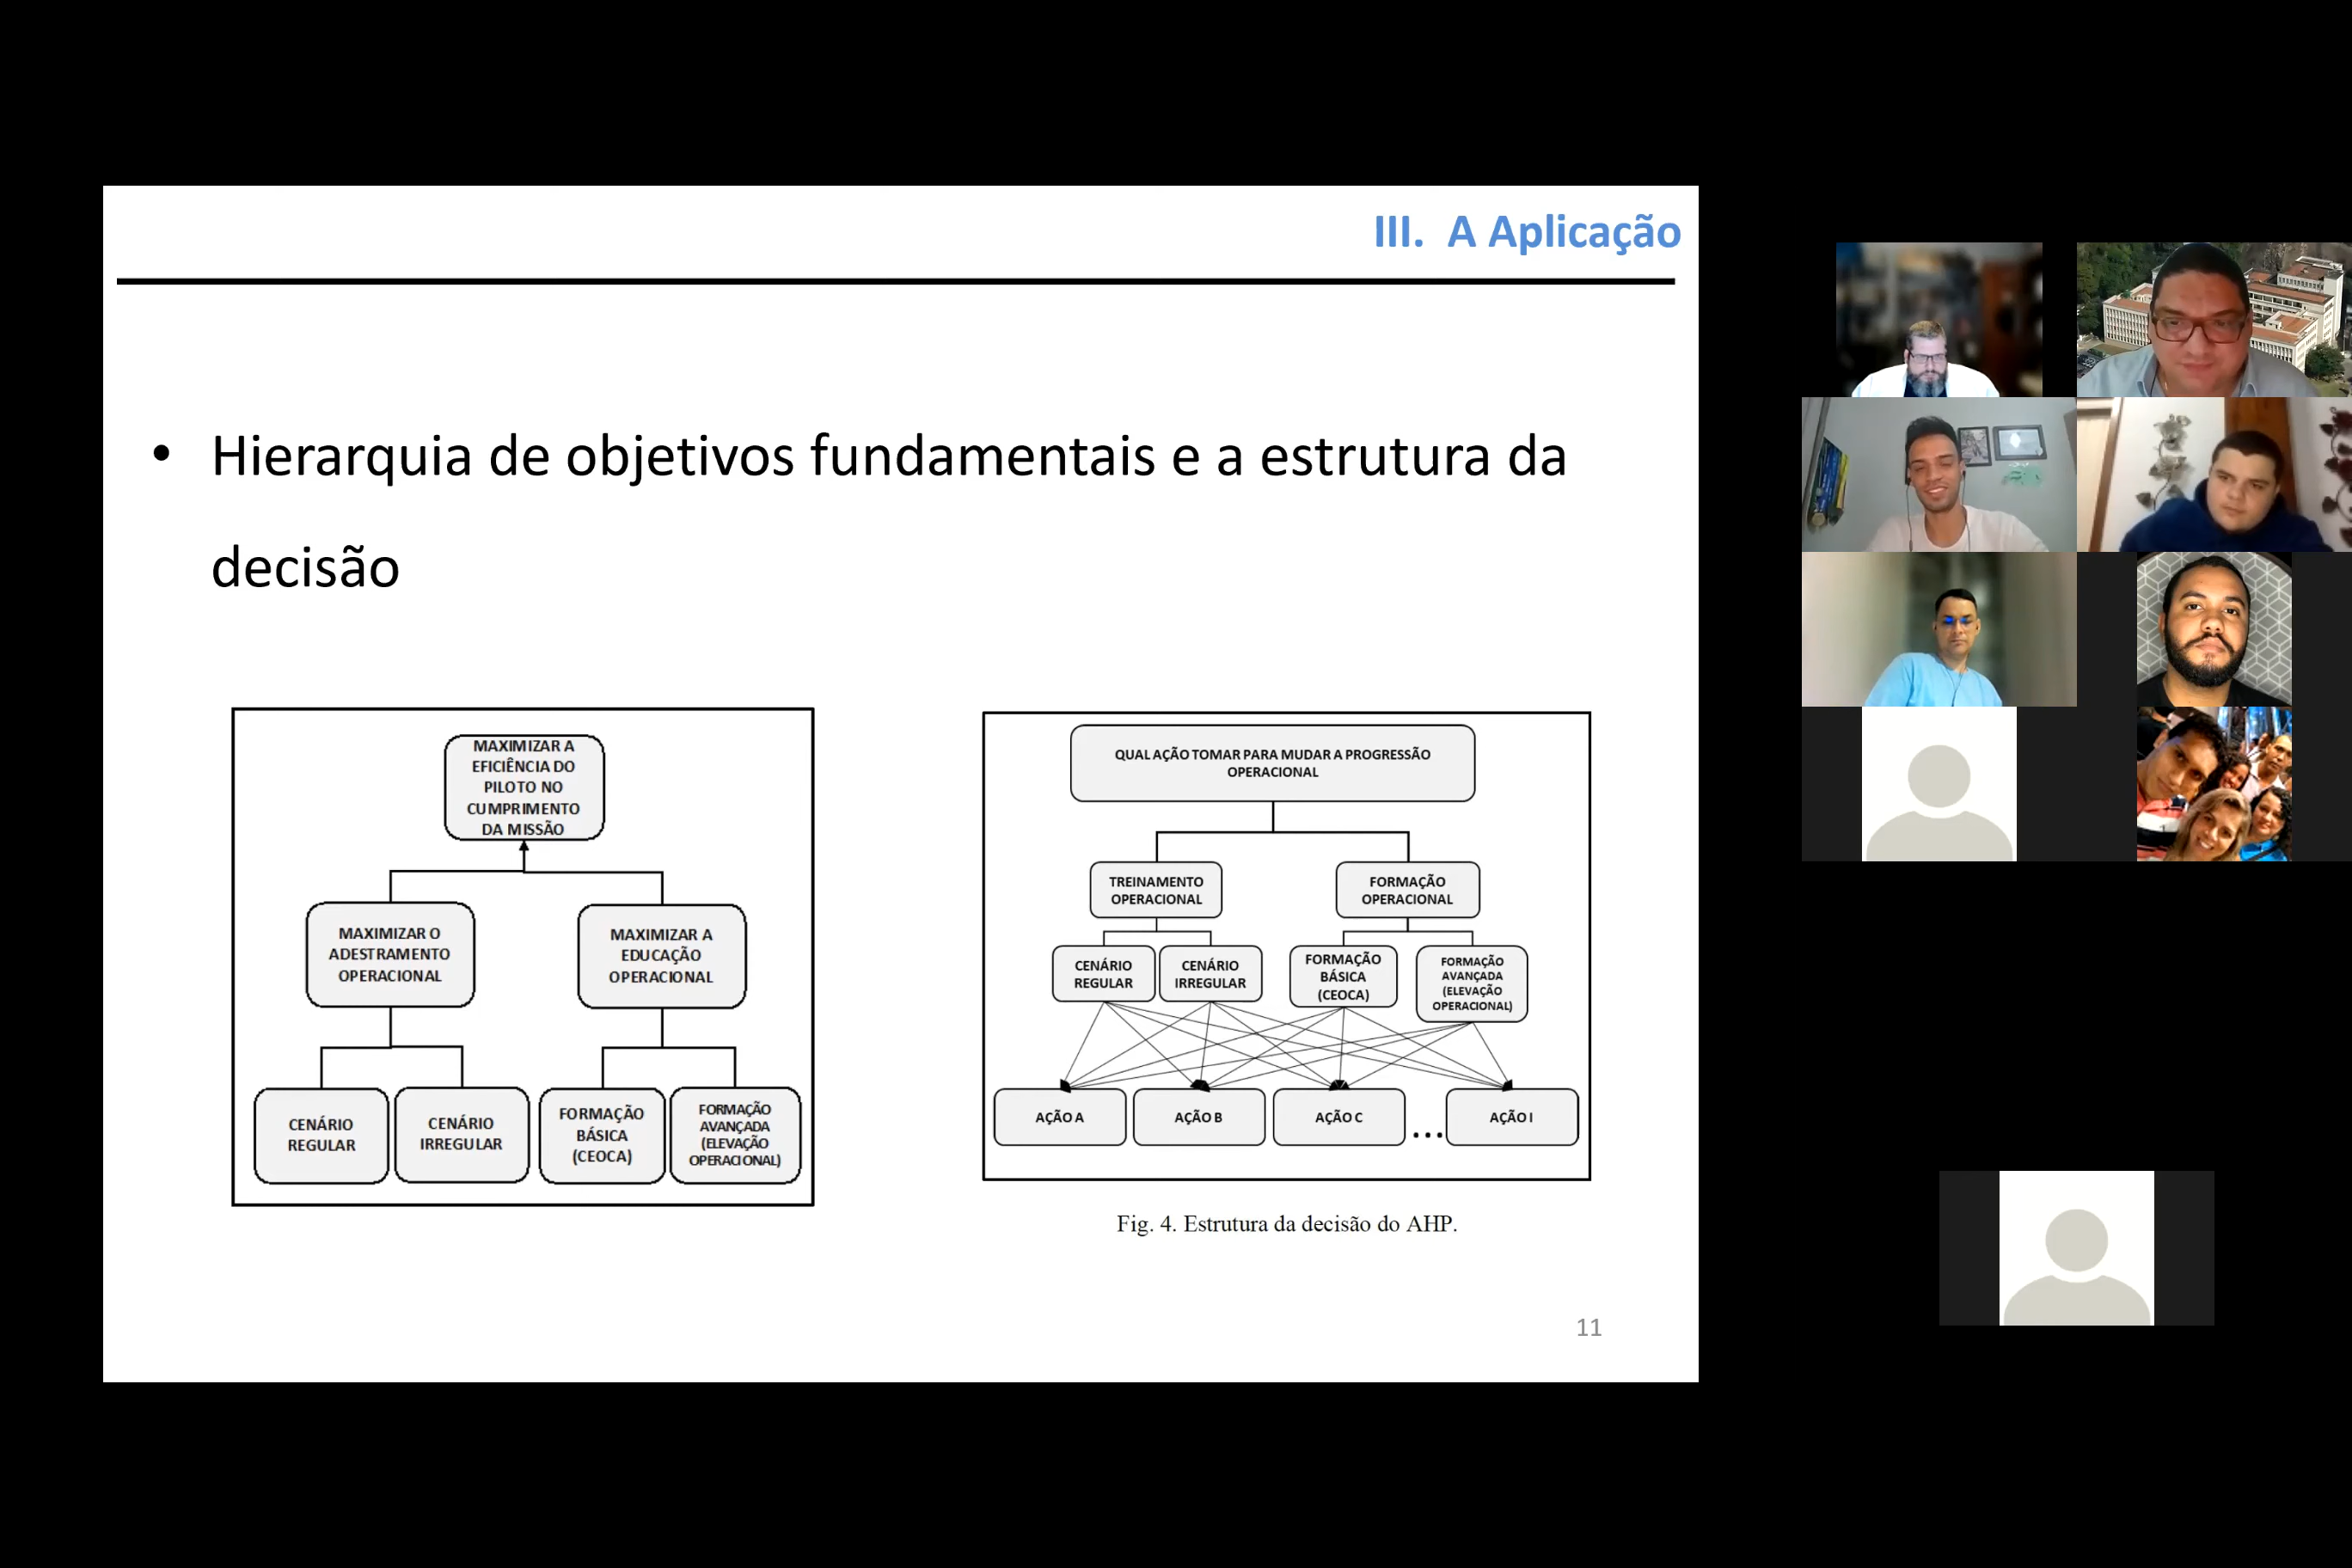 III. A Aplicação
• Hierarquia de objetivos fundamentais e a estrutura da
decisão
MAXIMIZAR A
EFICIÊNCIA DO
PILOTO NO
CUMPRIMENTO
DA MISSÃO
MAXIMIZAR O
ADESTRAMENTO
OPERACIONAL
MAXIMIZAR A
EDUCAÇÃO
OPERACIONAL
CENÁRIO
REGULAR
CENÁRIO
IRREGULAR
FORMAÇÃO
BÁSICA
(CEOCA)
FORMAÇÃO
AVANÇADA
(ELEVAÇÃO
OPERACIONAL)
QUAL AÇÃO TOMAR PARA MUDAR A PROGRESSÃO
OPERACIONAL
TREINAMENTO
OPERACIONAL
FORMAÇÃO
OPERACIONAL
CENÁRIO
REGULAR
CENÁRIO
IRREGULAR
FORMAÇÃO
BÁSICA
(CEOCA)
FORMAÇÃO
AVANÇADA
(ELEVAÇÃO
OPERACIONAL)
AÇÃO A
AÇÃO B
AÇÃO C
...
AÇÃO I
Fig. 4. Estrutura da decisão do AHP.
11